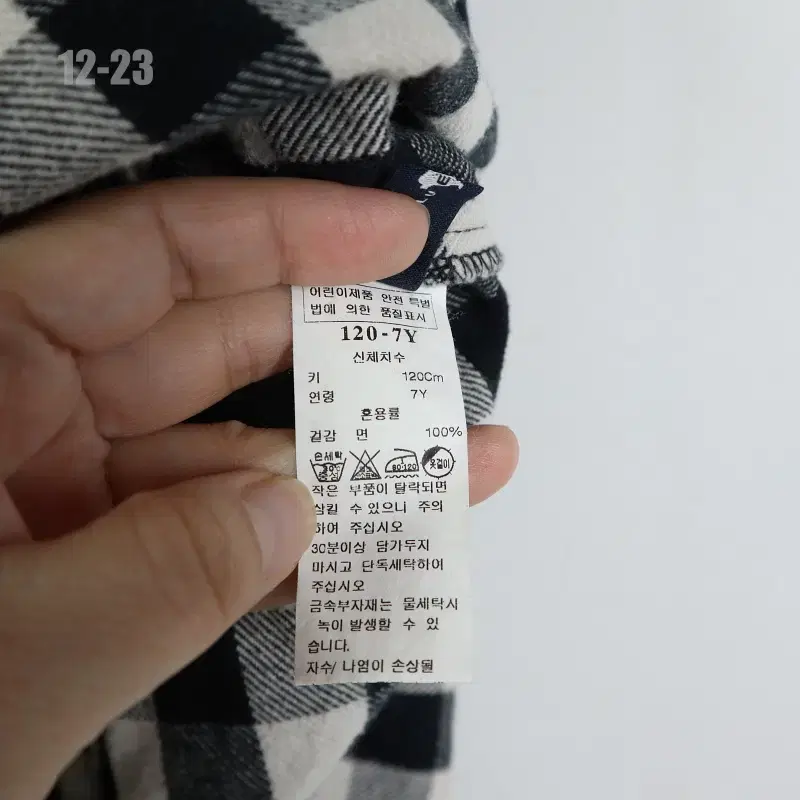 12-23
어린이제품 안전 특별
법에 의한 품질표시
120-7Y
신체치수
키 120Cm
연령 7Y
혼용률
겉감 면 100%
손세탁
30°C
중성
80-120
옷걸이
작은 부품이 탈락되면
삼킬 수 있으니 주의
하여 주십시오
30분이상 담가두지
마시고 단독세탁하여
주십시오
금속부자재는 물세탁시
녹이 발생할 수 있
습니다.
자수/ 나염이 손상될